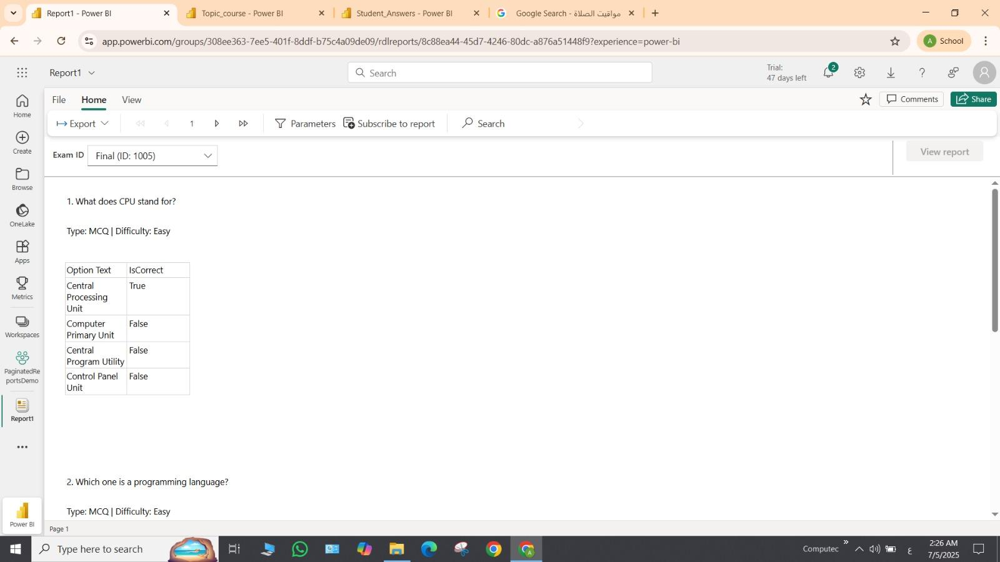 Report1 - Power BI
Topic_course - Power BI
Student_Answers - Power BI
Google Search - مواقيت الصلاة
app.powerbi.com/groups/308ee363-7ee5-401f-8ddf-b75c4a09de09/rdlreports/8c88ea44-45d7-4246-80dc-a876a51448f9?experience=power-bi
A School
Report1
Search
Trial:
47 days left
2
File Home View
Comments
Share
Export
1
Parameters
Subscribe to report
Search
Exam ID
Final (ID: 1005)
View report
Home
Create
Browse
OneLake
Apps
Metrics
Workspaces
PaginatedRe
portsDemo
Report1
Power BI
1. What does CPU stand for?
Type: MCQ | Difficulty: Easy
Option Text IsCorrect
Central True
Processing
Unit
Computer False
Primary Unit
Central False
Program Utility
Control Panel False
Unit
2. Which one is a programming language?
Type: MCQ | Difficulty: Easy
Page 1
Type here to search
A
Computec
ع
2:26 AM
7/5/2025